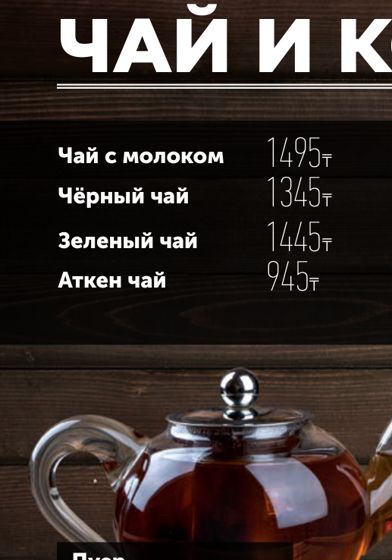 ЧАЙ И К
Чай с молоком 1495₸
Чёрный чай 1345₸
Зеленый чай 1445₸
Аткен чай 945₸